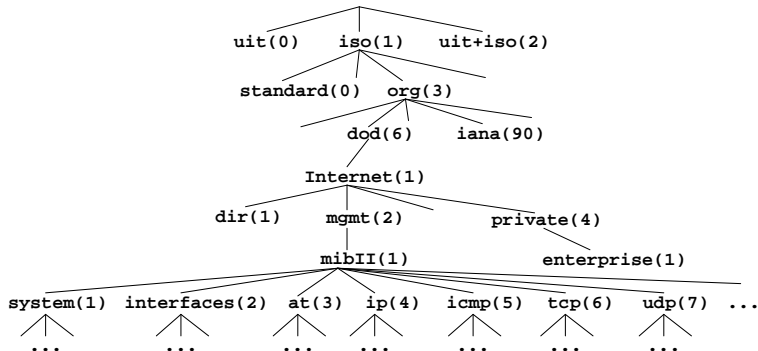 uit(0) iso(1) uit+iso(2)
standard(0) org(3)
dod(6) iana(90)
Internet(1)
dir(1) mgmt(2) private(4)
mibII(1) enterprise(1)
system(1) interfaces(2) at(3) ip(4) icmp(5) tcp(6) udp(7) ...
... ... ... ... ... ... ...